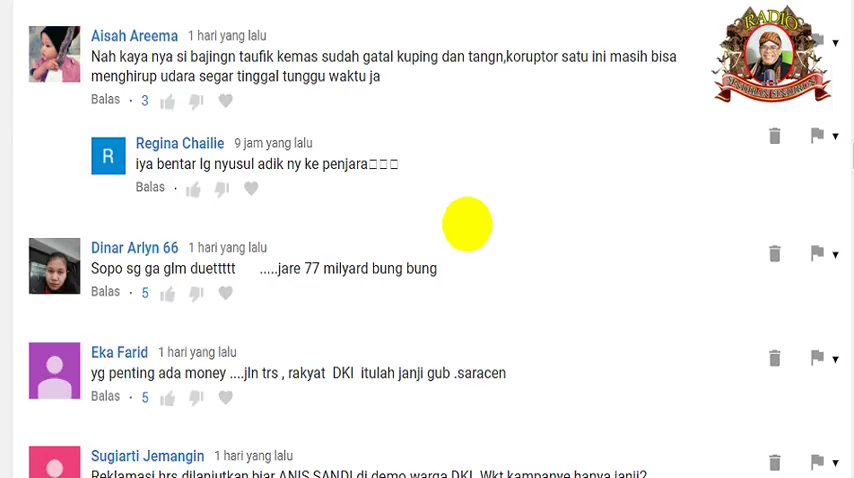 RADIO
Aisah Areema 1 hari yang lalu
Nah kaya nya si bajingn taufik kemas sudah gatal kuping dan tangn,koruptor satu ini masih bisa
menghirup udara segar tinggal tunggu waktu ja
Balas · 3
R
Regina Chailie 9 jam yang lalu
iya bentar lg nyusul adik ny ke penjara□□□
Balas ·
Dinar Arlyn 66 1 hari yang lalu
Sopo sg ga glm duettttt .....jare 77 milyard bung bung
Balas · 5
Eka Farid 1 hari yang lalu
yg penting ada money ....jln trs , rakyat DKI itulah janji gub .saracen
Balas · 5
Sugiarti Jemangin 1 hari yang lalu
Reklamasi hrs dilanjutkan biar ANIS SANDI di demo warga DKI. Wkt kampanye hanya janji2